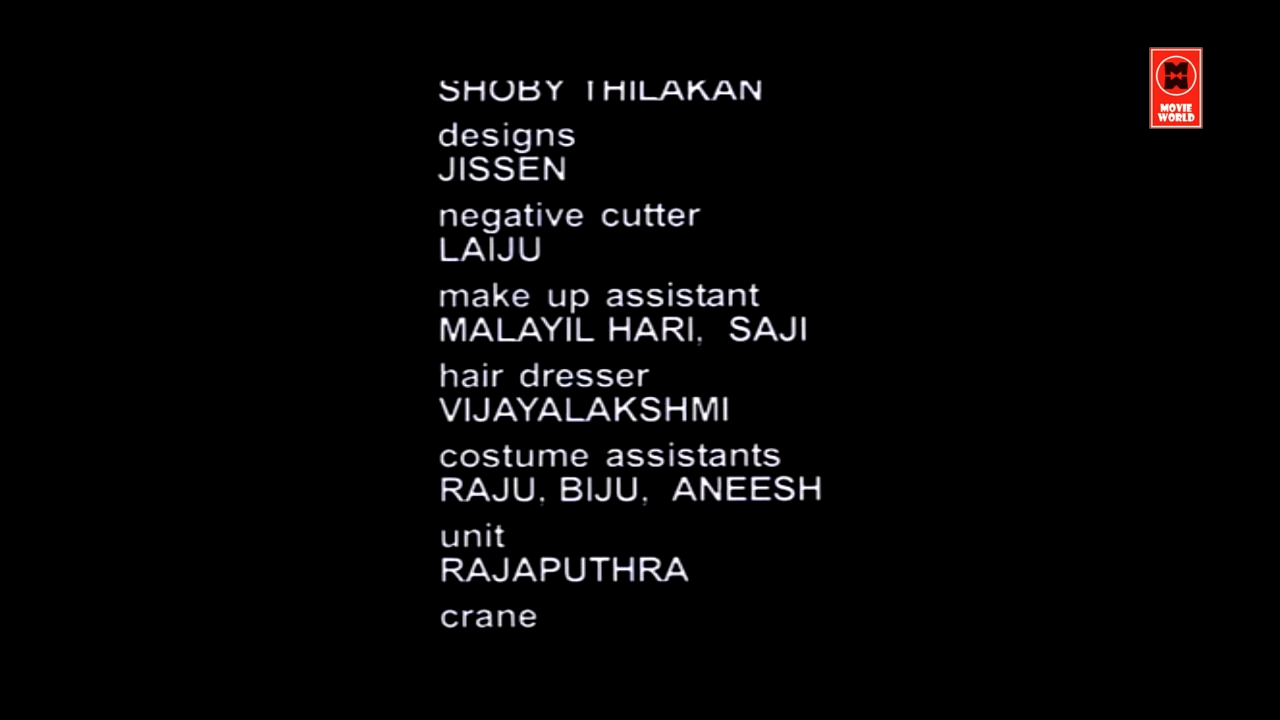 SHOBY THILAKAN
designs
JISSEN
negative cutter
LAIJU
make up assistant
MALAYIL HARI, SAJI
hair dresser
VIJAYALAKSHMI
costume assistants
RAJU, BIJU, ANEESH
unit
RAJAPUTHRA
crane
MOVIE
WORLD